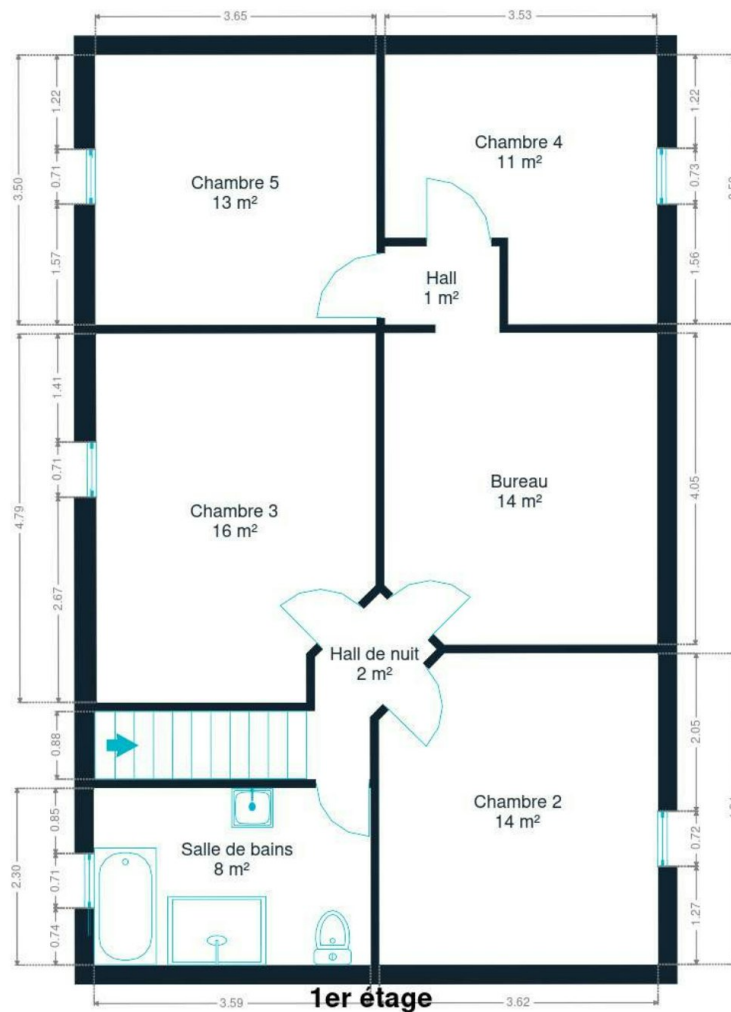 3.65
3.53
1.22
1.22
Chambre 4
11 m²
Chambre 5
13 m²
0.71
0.73
3.50
1.57
1.56
Hall
1 m²
1.41
0.71
4.79
Bureau
14 m²
4.05
Chambre 3
16 m²
2.67
Hall de nuit
2 m²
2.05
0.88
Chambre 2
14 m²
0.72
0.85
Salle de bains
8 m²
2.30
0.71
1.27
0.74
3.59
1er étage
3.62